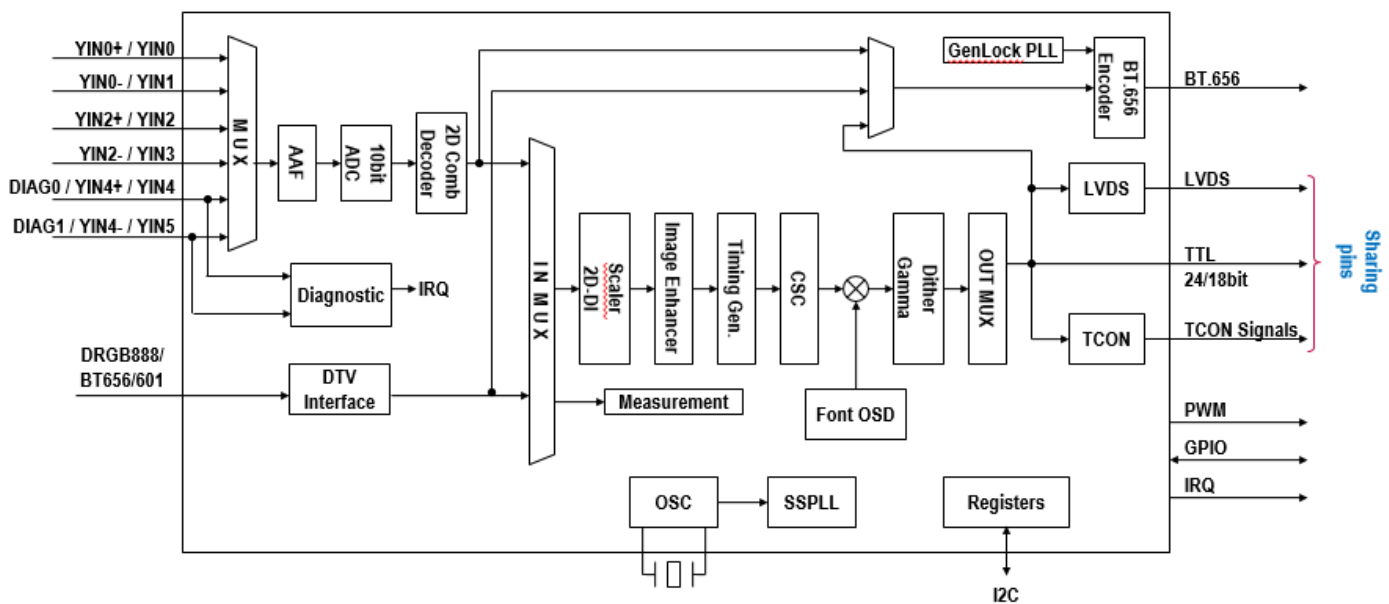 YIN0+ / YIN0
YIN0- / YIN1
YIN2+ / YIN2
YIN2- / YIN3
DIAG0 / YIN4+ / YIN4
DIAG1 / YIN4- / YIN5
MUX
AAF
10bit
ADC
2D Comb
Decoder
GenLock PLL
BT.656
Encoder
BT.656
Diagnostic
IRQ
DRGB888/
BT656/601
DTV
Interface
IN MUX
Scaler
2D-DI
Image Enhancer
Timing Gen.
CSC
Dither
Gamma
OUT MUX
Measurement
Font OSD
LVDS
LVDS
TTL
24/18bit
TCON
TCON Signals
Sharing
pins
PWM
GPIO
IRQ
OSC
SSPLL
Registers
I2C